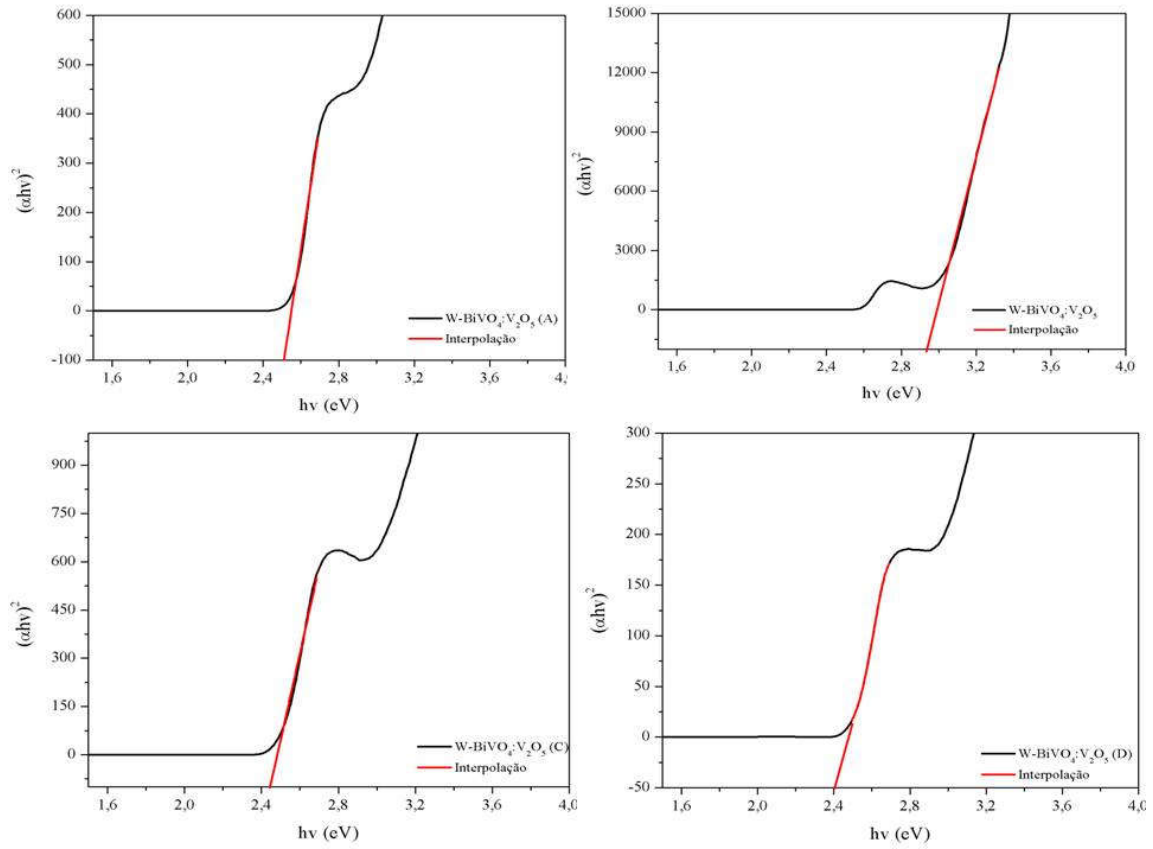 600
500
400
300
200
100
0
-100
(αhν)²
1,6 2,0 2,4 2,8 3,2 3,6 4,0
hν (eV)
W-BiVO₄:V₂O₅ (A)
Interpolação
15000
12000
9000
6000
3000
0
(αhν)²
1,6 2,0 2,4 2,8 3,2 3,6 4,0
hν (eV)
W-BiVO₄:V₂O₅
Interpolação
900
750
600
450
300
150
0
(αhν)²
1,6 2,0 2,4 2,8 3,2 3,6 4,0
hν (eV)
W-BiVO₄:V₂O₅ (C)
Interpolação
300
250
200
150
100
50
0
-50
(αhν)²
1,6 2,0 2,4 2,8 3,2 3,6 4,0
hν (eV)
W-BiVO₄:V₂O₅ (D)
Interpolação